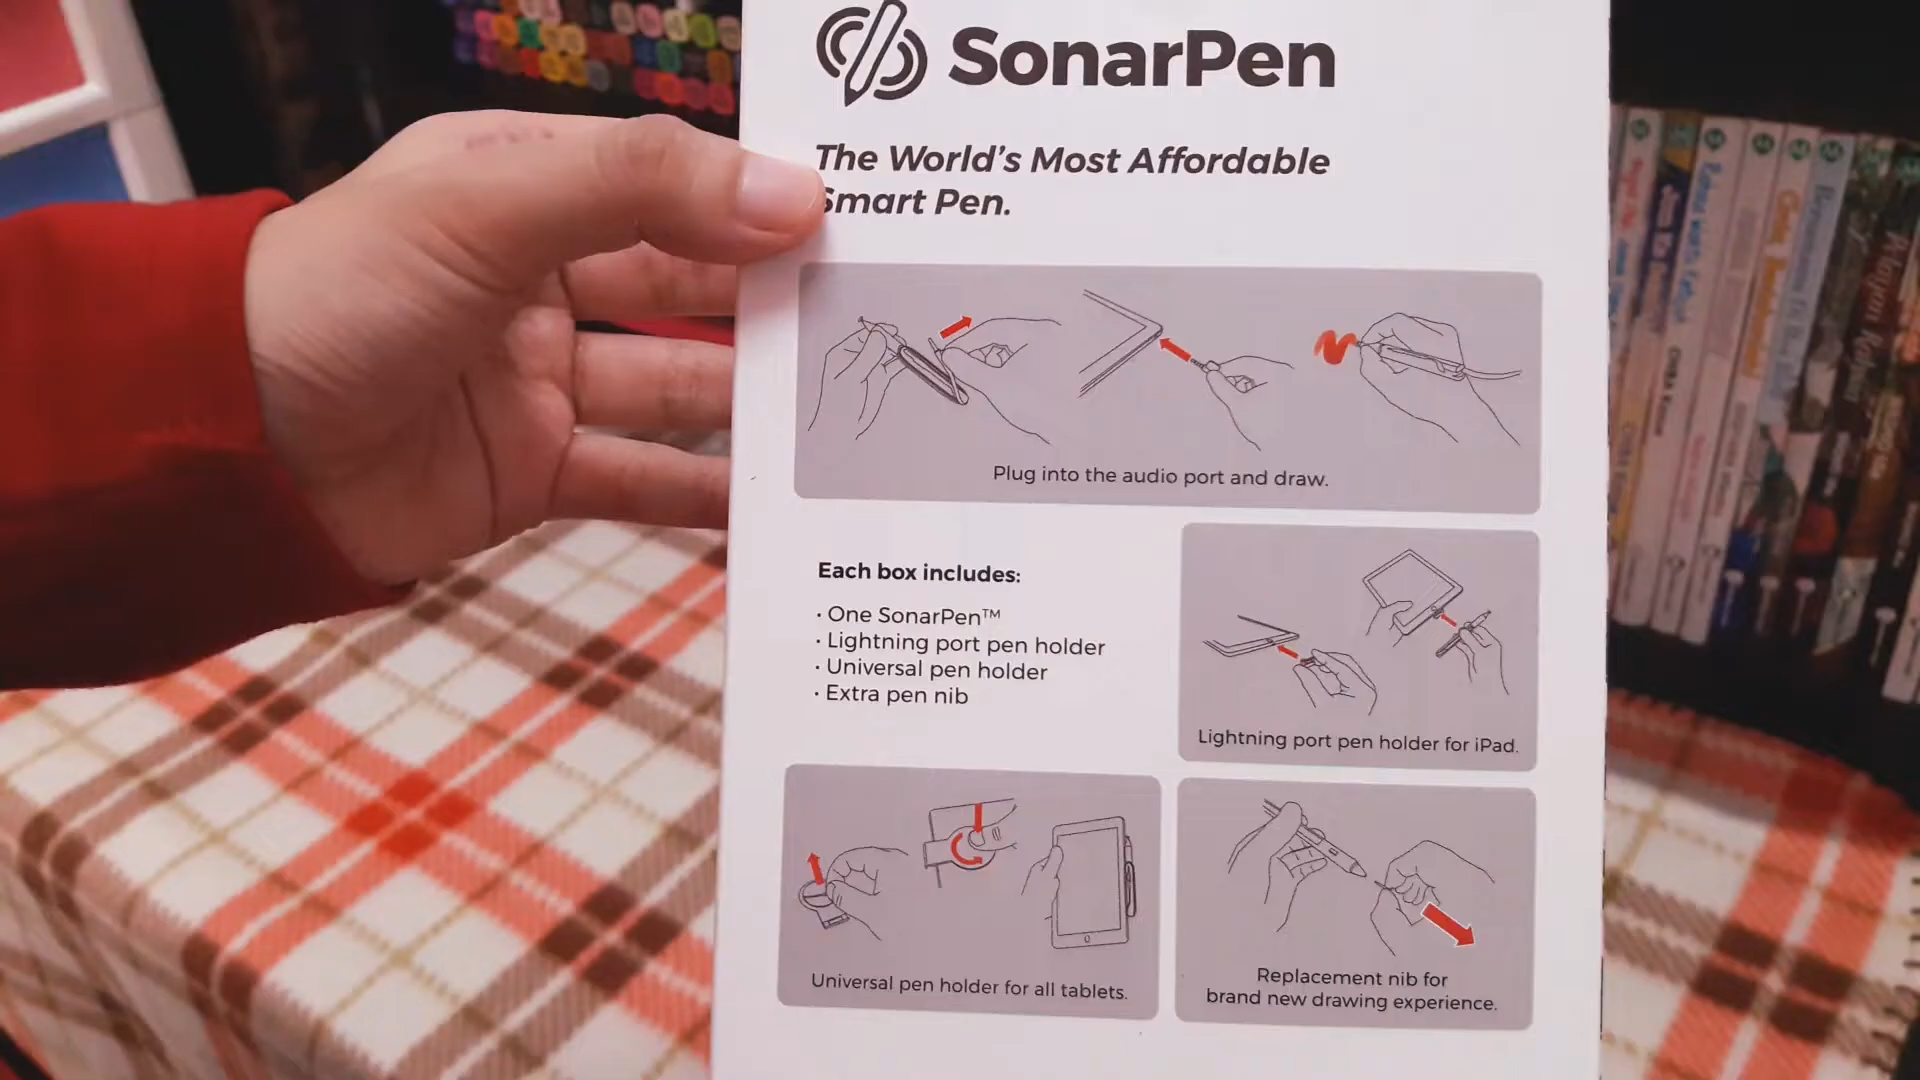 SonarPen
The World's Most Affordable
Smart Pen.
Plug into the audio port and draw.
Each box includes:
· One SonarPen™
· Lightning port pen holder
· Universal pen holder
· Extra pen nib
Lightning port pen holder for iPad.
Universal pen holder for all tablets.
Replacement nib for
brand new drawing experience.